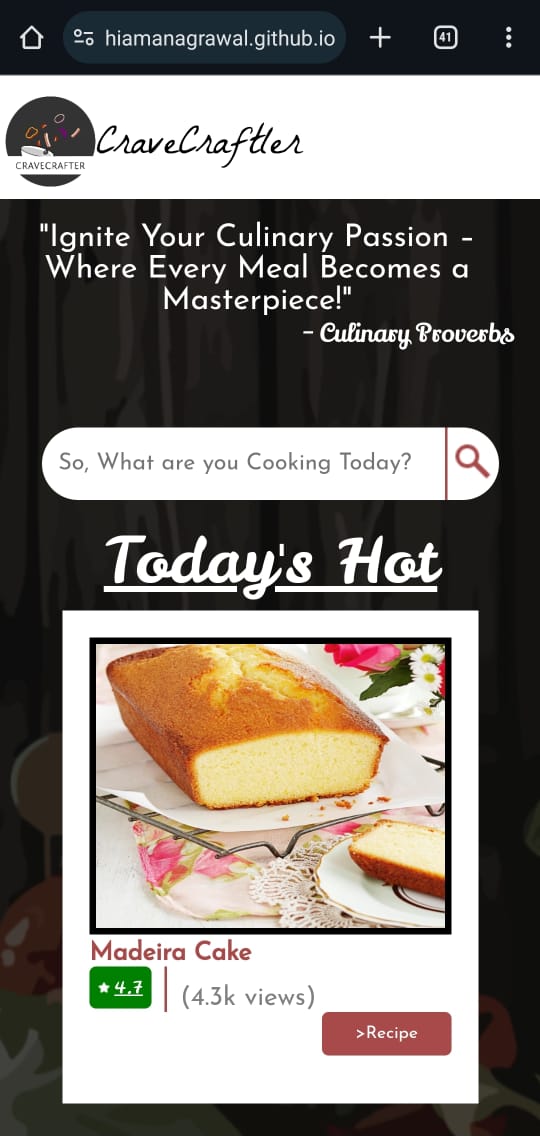 41
hiamanagrawal.github.io
CRAVECRAFTER
CraveCraftler
"Ignite Your Culinary Passion –
Where Every Meal Becomes a
Masterpiece!"
– Culinary Proverbs
So, What are you Cooking Today?
Today's Hot
Madeira Cake
★ 4,7
(4.3k views)
>Recipe